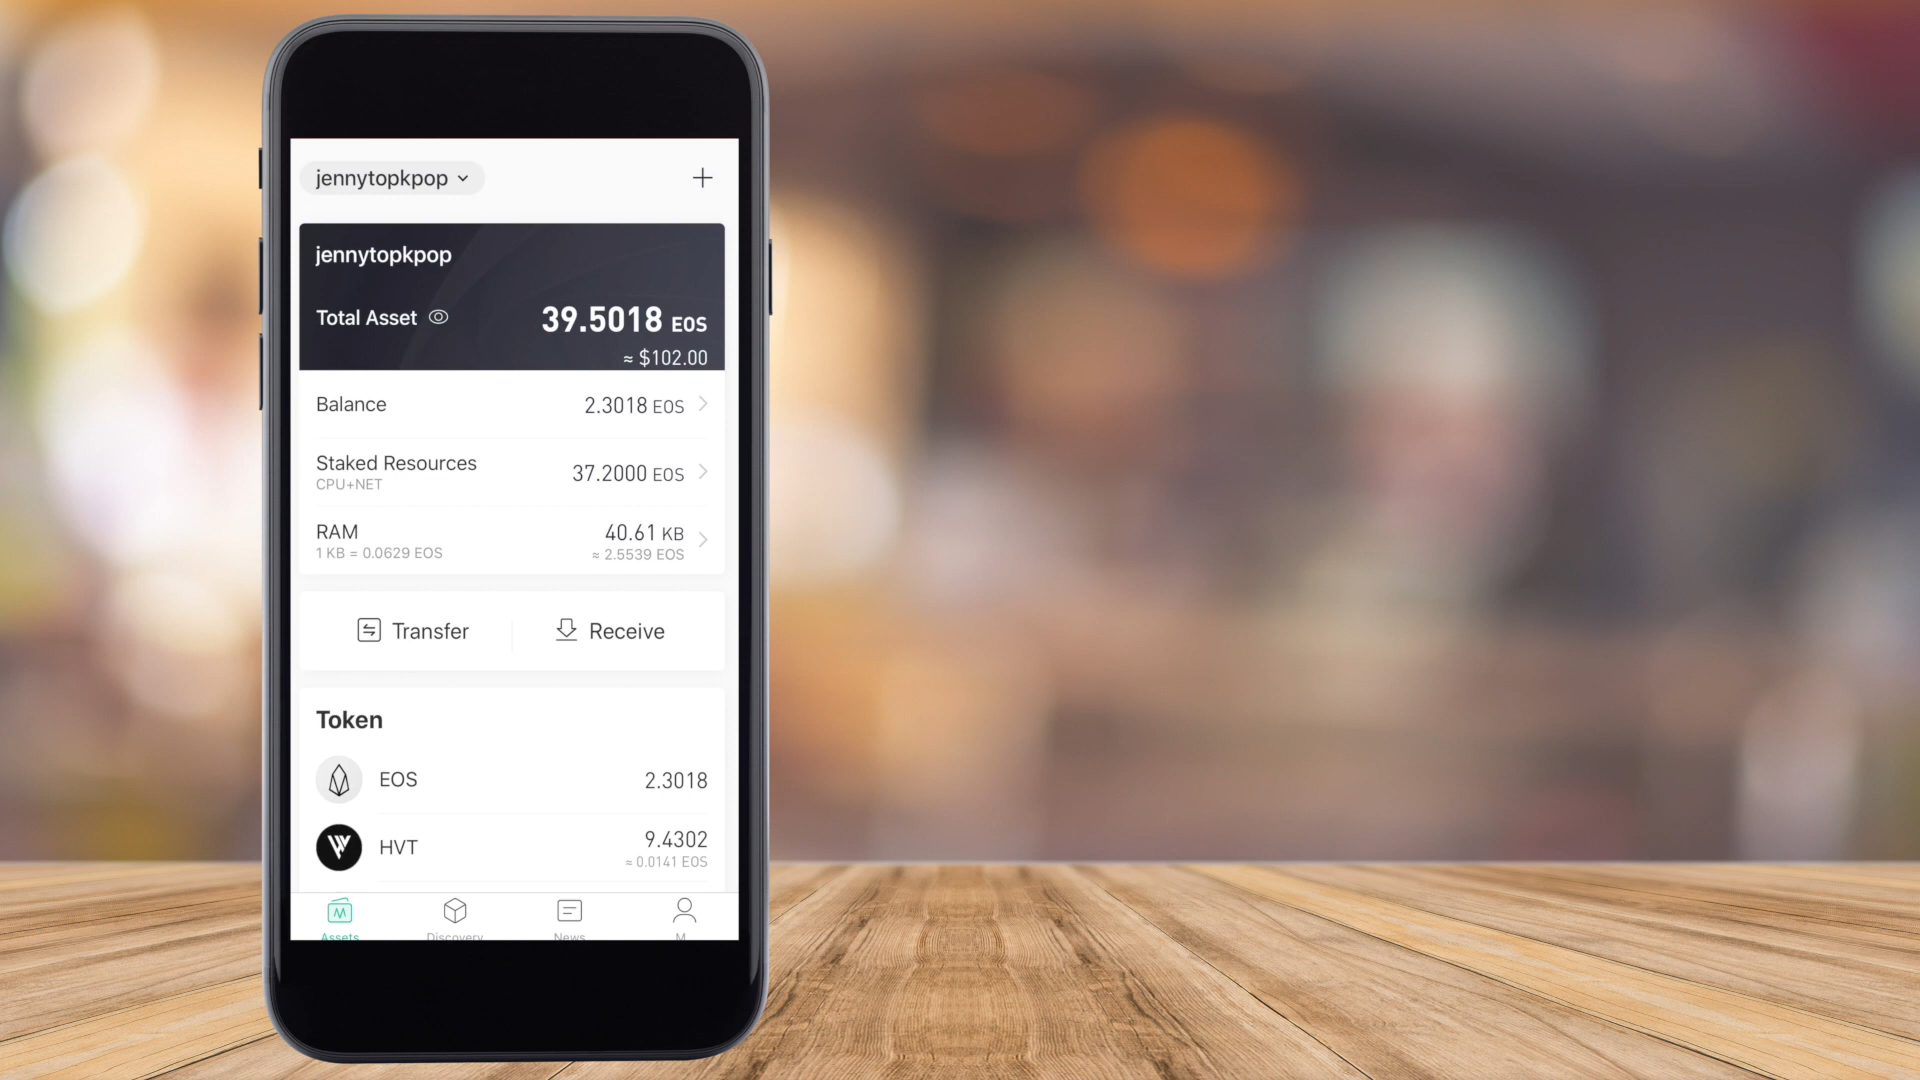 jennytopkpop
jennytopkpop
Total Asset 39.5018 EOS
≈ $102.00
Balance 2.3018 EOS
Staked Resources 37.2000 EOS
CPU+NET
RAM 40.61 KB
1 KB = 0.0629 EOS ≈ 2.5539 EOS
Transfer Receive
Token
EOS 2.3018
HVT 9.4302
≈ 0.0141 EOS
Assets Discovery News